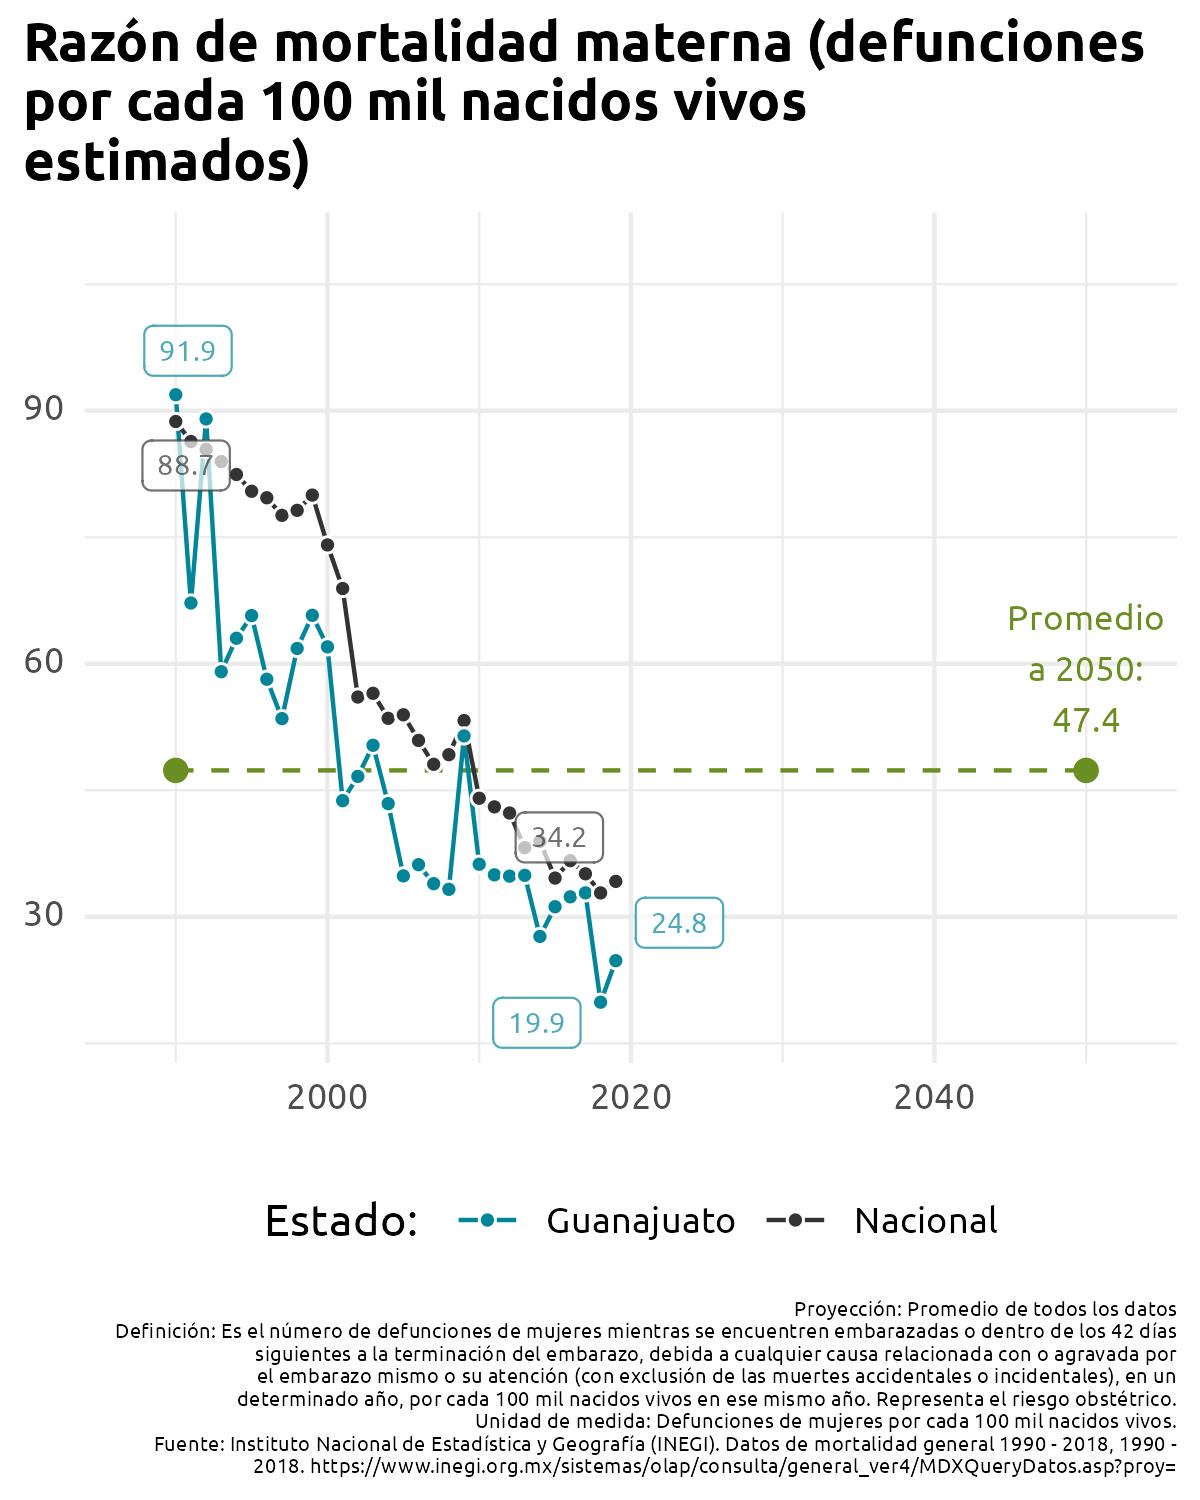 Razón de mortalidad materna (defunciones
por cada 100 mil nacidos vivos
estimados)
91.9
90
88.7
Promedio
a 2050:
47.4
60
34.2
30
24.8
19.9
2000
2020
2040
Estado:
Guanajuato
Nacional
Proyección: Promedio de todos los datos
Definición: Es el número de defunciones de mujeres mientras se encuentren embarazadas o dentro de los 42 días
siguientes a la terminación del embarazo, debida a cualquier causa relacionada con o agravada por
el embarazo mismo o su atención (con exclusión de las muertes accidentales o incidentales), en un
determinado año, por cada 100 mil nacidos vivos en ese mismo año. Representa el riesgo obstétrico.
Unidad de medida: Defunciones de mujeres por cada 100 mil nacidos vivos.
Fuente: Instituto Nacional de Estadística y Geografía (INEGI). Datos de mortalidad general 1990 - 2018, 1990 -
2018. https://www.inegi.org.mx/sistemas/olap/consulta/general_ver4/MDXQueryDatos.asp?proy=